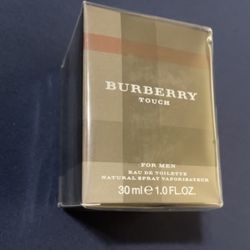 BURBERRY
TOUCH
FOR MEN
EAU DE TOILETTE
NATURAL SPRAY VAPORISATEUR
30 ml ℮ 1.0 FL.OZ.